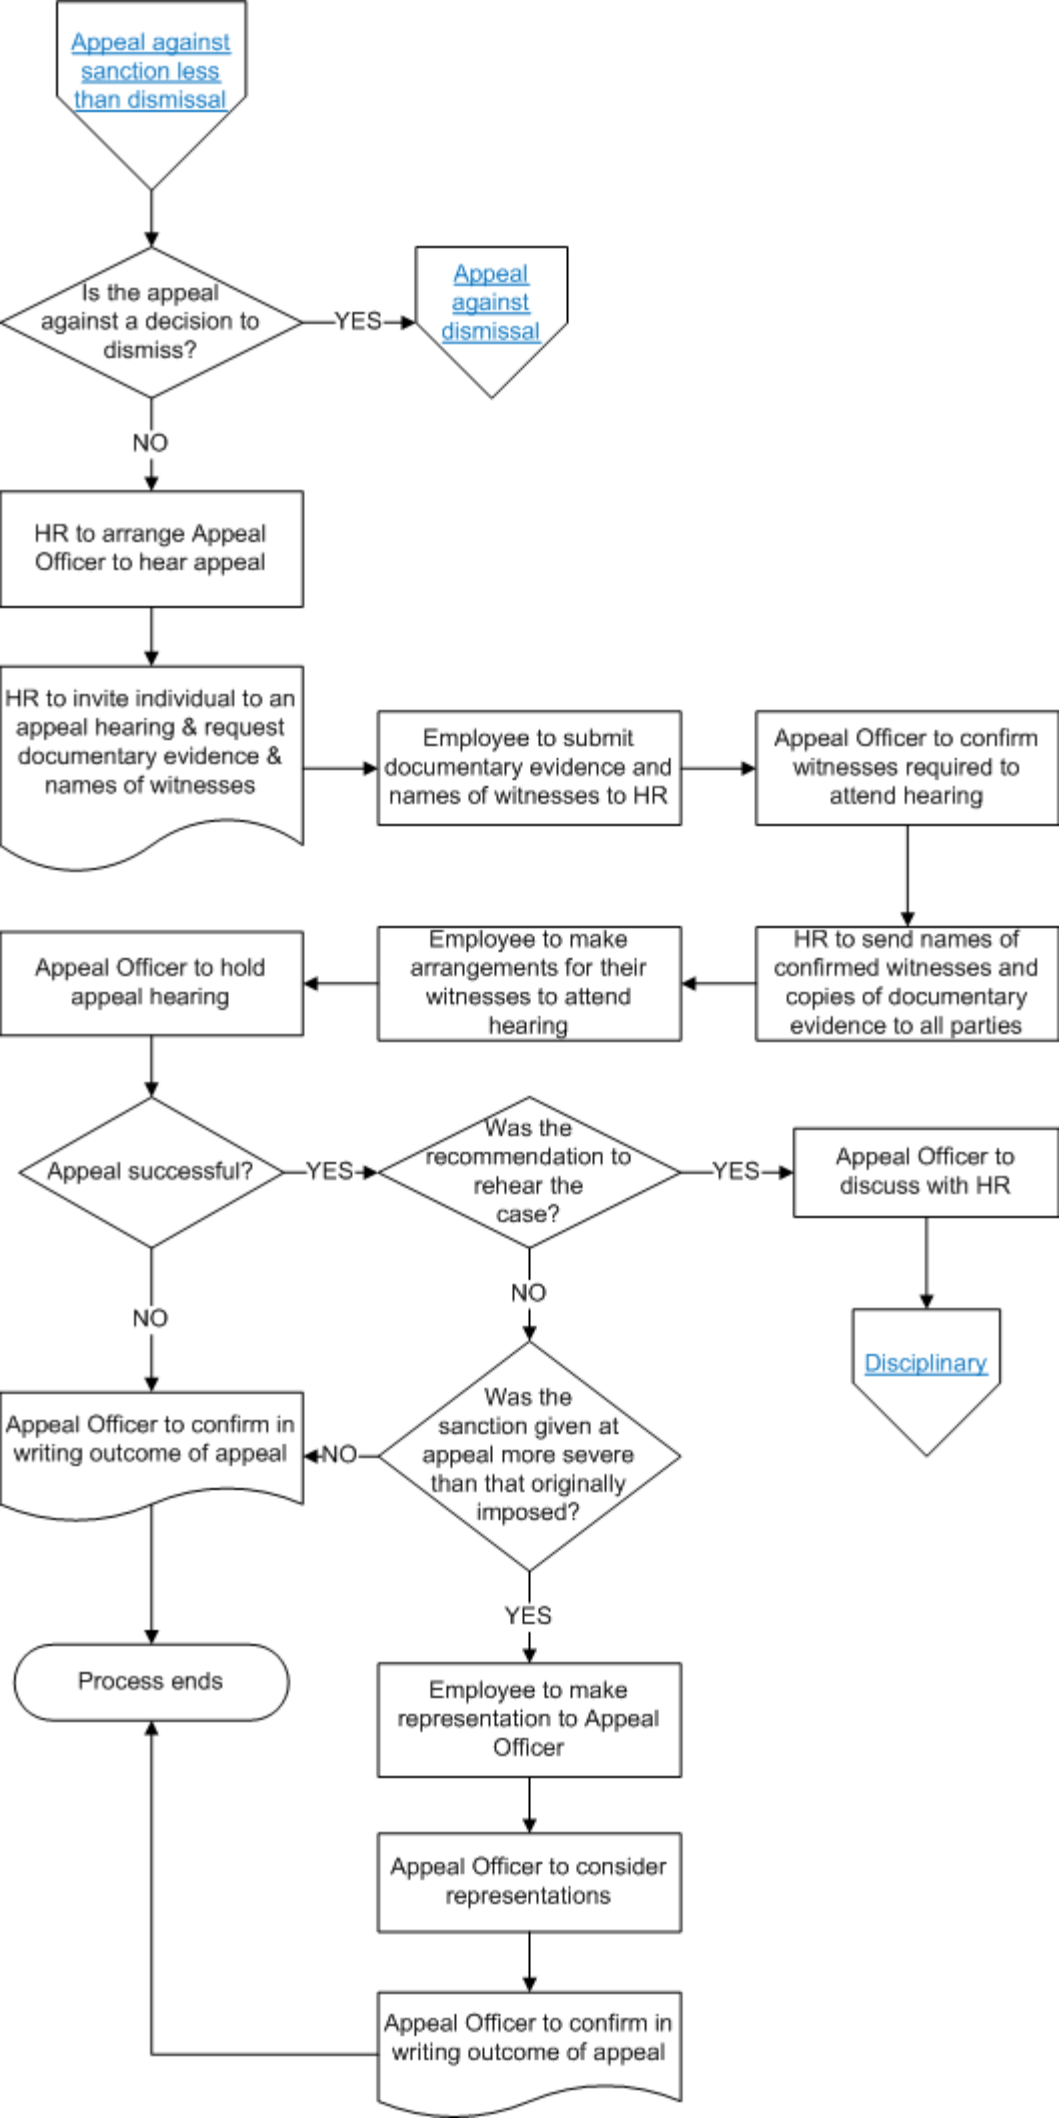 Appeal against
sanction less
than dismissal
Is the appeal
against a decision to
dismiss?
YES
Appeal
against
dismissal
NO
HR to arrange Appeal
Officer to hear appeal
HR to invite individual to an
appeal hearing & request
documentary evidence &
names of witnesses
Employee to submit
documentary evidence and
names of witnesses to HR
Appeal Officer to confirm
witnesses required to
attend hearing
HR to send names of
confirmed witnesses and
copies of documentary
evidence to all parties
Employee to make
arrangements for their
witnesses to attend
hearing
Appeal Officer to hold
appeal hearing
Appeal successful?
YES
Was the
recommendation to
rehear the
case?
YES
Appeal Officer to
discuss with HR
Disciplinary
NO
NO
Was the
sanction given at
appeal more severe
than that originally
imposed?
NO
Appeal Officer to confirm in
writing outcome of appeal
Process ends
YES
Employee to make
representation to Appeal
Officer
Appeal Officer to consider
representations
Appeal Officer to confirm in
writing outcome of appeal